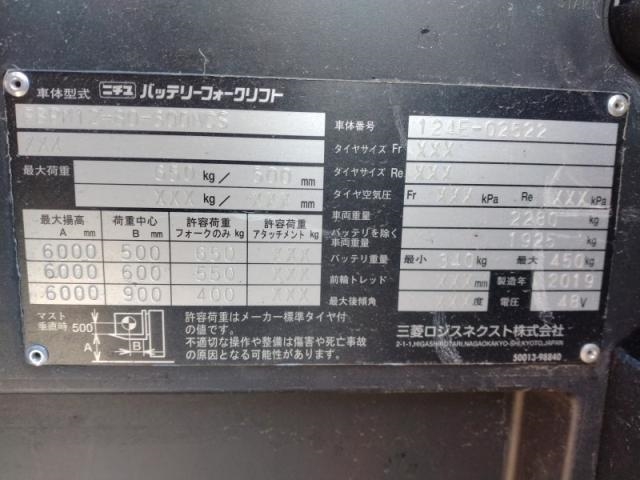 車体型式 ニチユ バッテリーフォークリフト
/XX
最大荷重 650 kg / 500 mm
XXX kg / XXX mm
最大揚高 A mm 荷重中心 B mm 許容荷重 フォークのみ kg 許容荷重 アタッチメント kg
6000 500 650 XXX
6000 600 550 XXX
6000 900 400 XXX
マスト垂直時 500 A B
許容荷重はメーカー標準タイヤ付
の値です。
不適切な操作や整備は傷害や死亡事故
の原因となる可能性があります。
車体番号 124F-02522
タイヤサイズ Fr XXX
タイヤサイズ Re XXX
タイヤ空気圧 Fr XXX kPa Re XXX kPa
車両重量 2280 kg
バッテリを除く車両重量 1925 kg
バッテリ重量 最小 340 kg 最大 450 kg
前輪トレッド XXX mm 製造年 2019
最大後傾角 XXX 度 電圧 48 V
三菱ロジスネクスト株式会社
2-1-1,HIGASHIKOTARI,NAGAOKAKYO-SHI,KYOTO,JAPAN
50013-98840